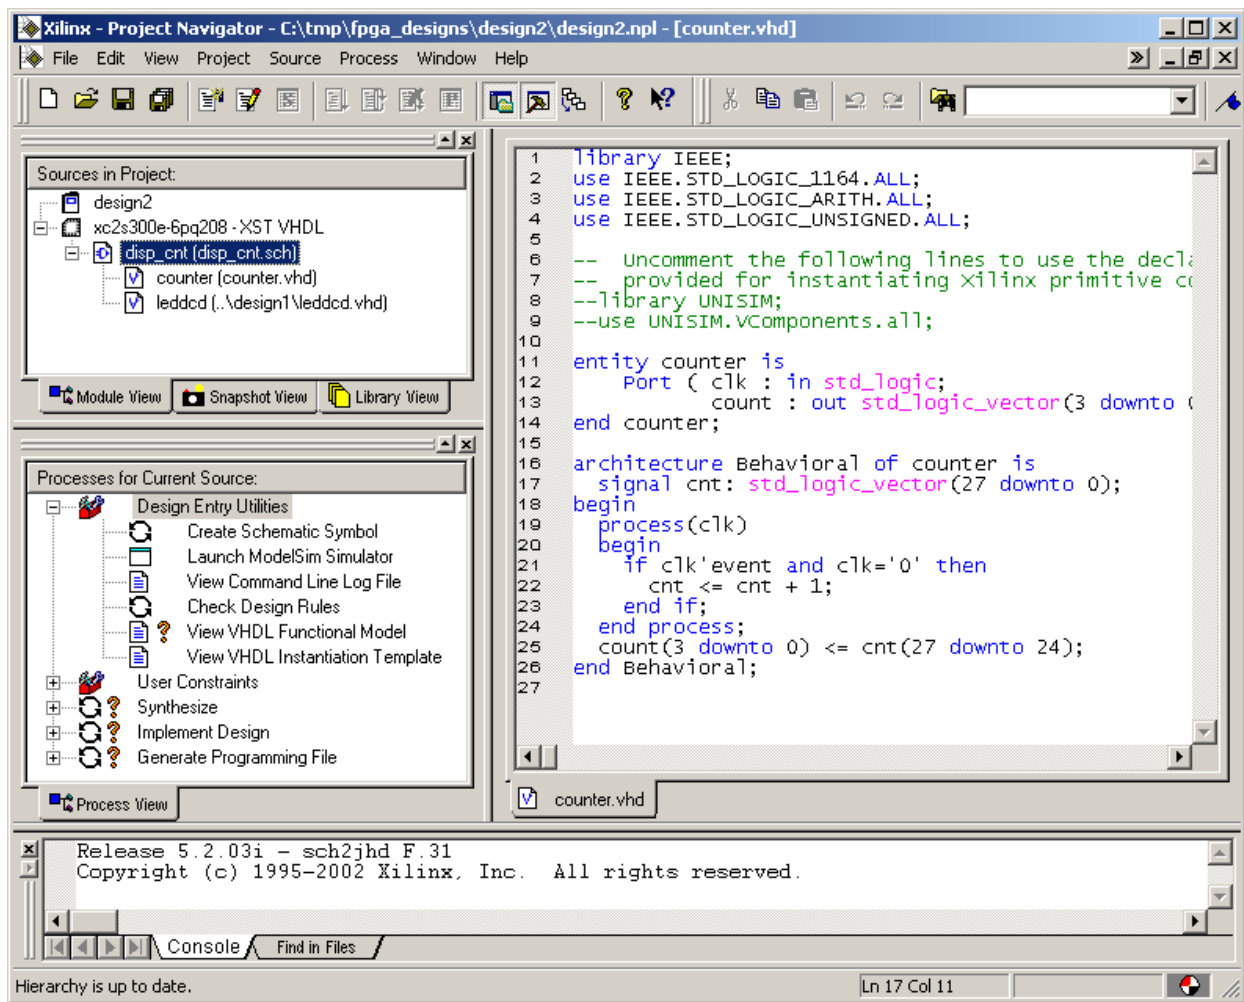 Xilinx - Project Navigator - C:\tmp\fpga_designs\design2\design2.npl - [counter.vhd]
File Edit View Project Source Process Window Help
Sources in Project:
design2
xc2s300e-6pq208 - XST VHDL
disp_cnt (disp_cnt.sch)
counter (counter.vhd)
leddcd (..\design1\leddcd.vhd)
Module View Snapshot View Library View
Processes for Current Source:
Design Entry Utilities
Create Schematic Symbol
Launch ModelSim Simulator
View Command Line Log File
Check Design Rules
View VHDL Functional Model
View VHDL Instantiation Template
User Constraints
Synthesize
Implement Design
Generate Programming File
Process View
1 library IEEE;
2 use IEEE.STD_LOGIC_1164.ALL;
3 use IEEE.STD_LOGIC_ARITH.ALL;
4 use IEEE.STD_LOGIC_UNSIGNED.ALL;
5
6 -- Uncomment the following lines to use the decla
7 -- provided for instantiating Xilinx primitive co
8 --library UNISIM;
9 --use UNISIM.VComponents.all;
10
11 entity counter is
12 Port ( clk : in std_logic;
13 count : out std_logic_vector(3 downto 0
14 end counter;
15
16 architecture Behavioral of counter is
17 signal cnt: std_logic_vector(27 downto 0);
18 begin
19 process(clk)
20 begin
21 if clk'event and clk='0' then
22 cnt <= cnt + 1;
23 end if;
24 end process;
25 count(3 downto 0) <= cnt(27 downto 24);
26 end Behavioral;
27
counter.vhd
Release 5.2.03i - sch2jhd F.31
Copyright (c) 1995-2002 Xilinx, Inc. All rights reserved.
Console Find in Files
Hierarchy is up to date. Ln 17 Col 11